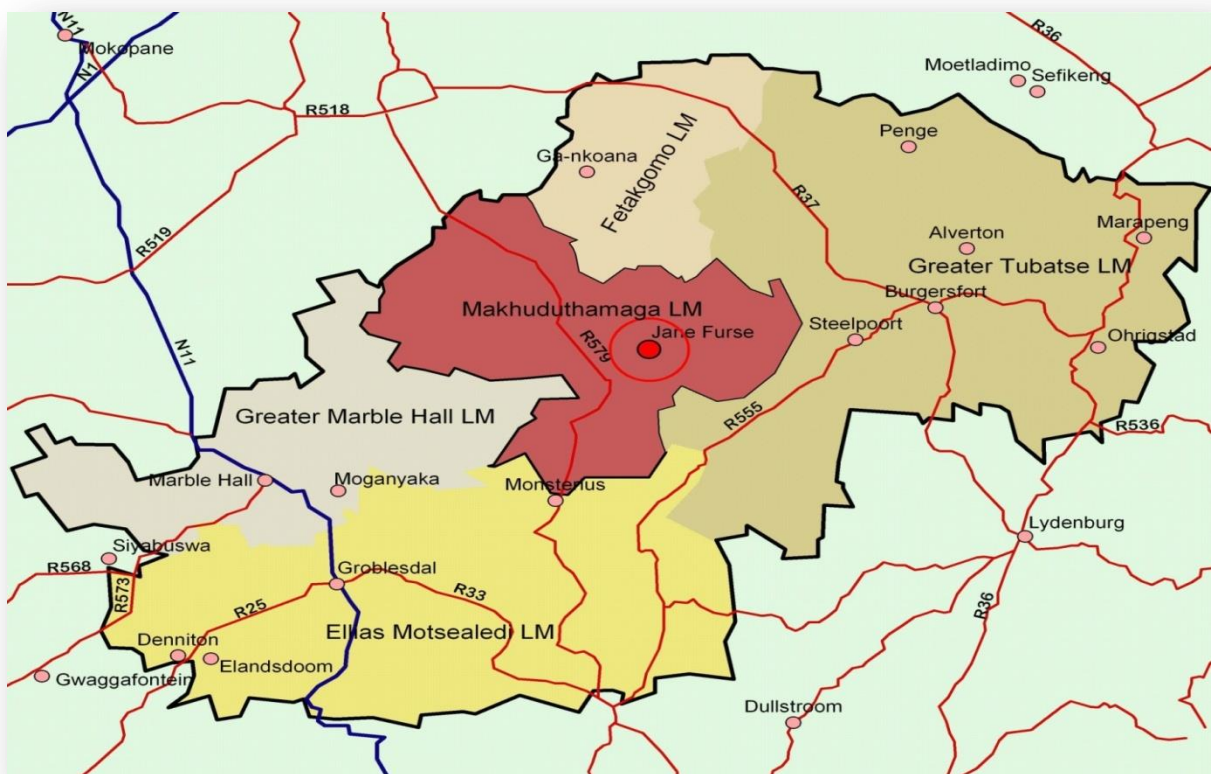 N11
Mokopane
N1
R36
Moetladimo
Sefikeng
R518
Penge
Ga-nkoana
Fetakgomo LM
R37
Marapeng
R519
Alverton
Greater Tubatse LM
Makhuduthamaga LM
Burgersfort
Steelpoort
Jane Furse
R579
Ohrigstad
N11
Greater Marble Hall LM
R555
R536
Marble Hall
Moganyaka
Monsterlus
Lydenburg
Siyabuswa
R568
R573
Groblesdal
R33
R25
R36
Elias Motsealedi LM
Denniton
Elandsdoorn
Gwaggafontein
Dullstroom